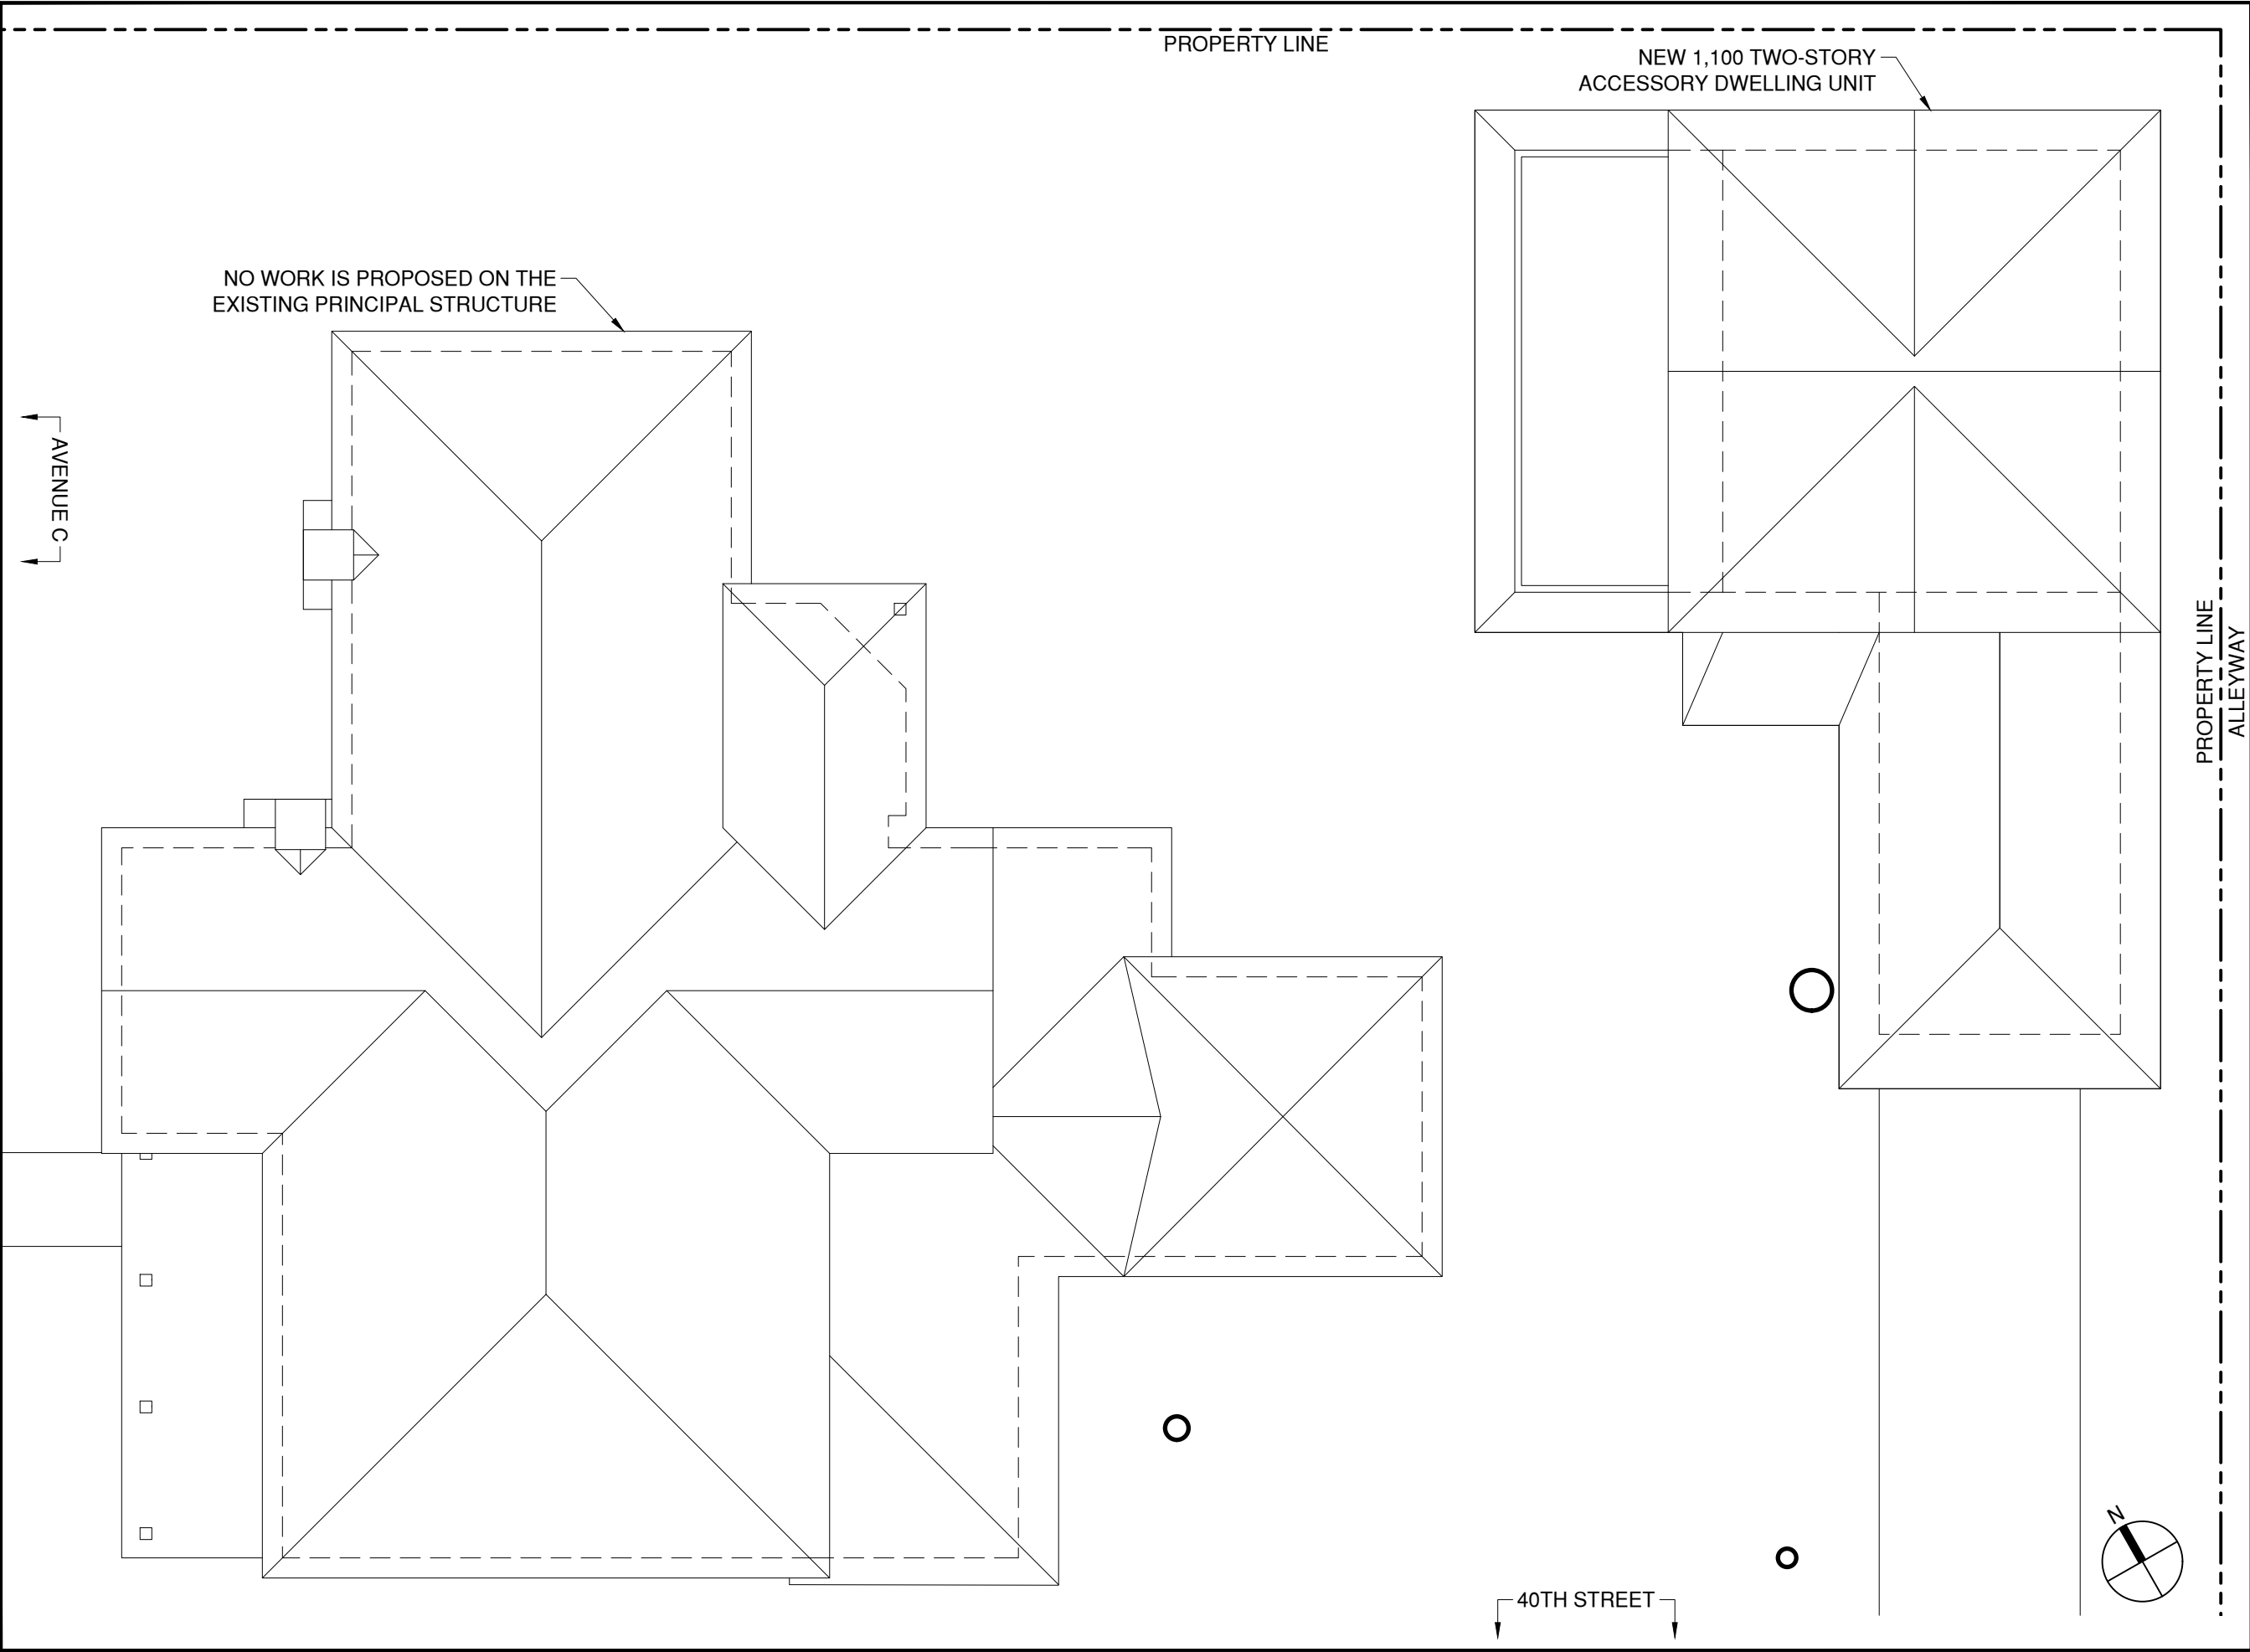 PROPERTY LINE
NEW 1,100 TWO-STORY
ACCESSORY DWELLING UNIT
NO WORK IS PROPOSED ON THE
EXISTING PRINCIPAL STRUCTURE
AVENUE C
PROPERTY LINE
ALLEYWAY
N
40TH STREET